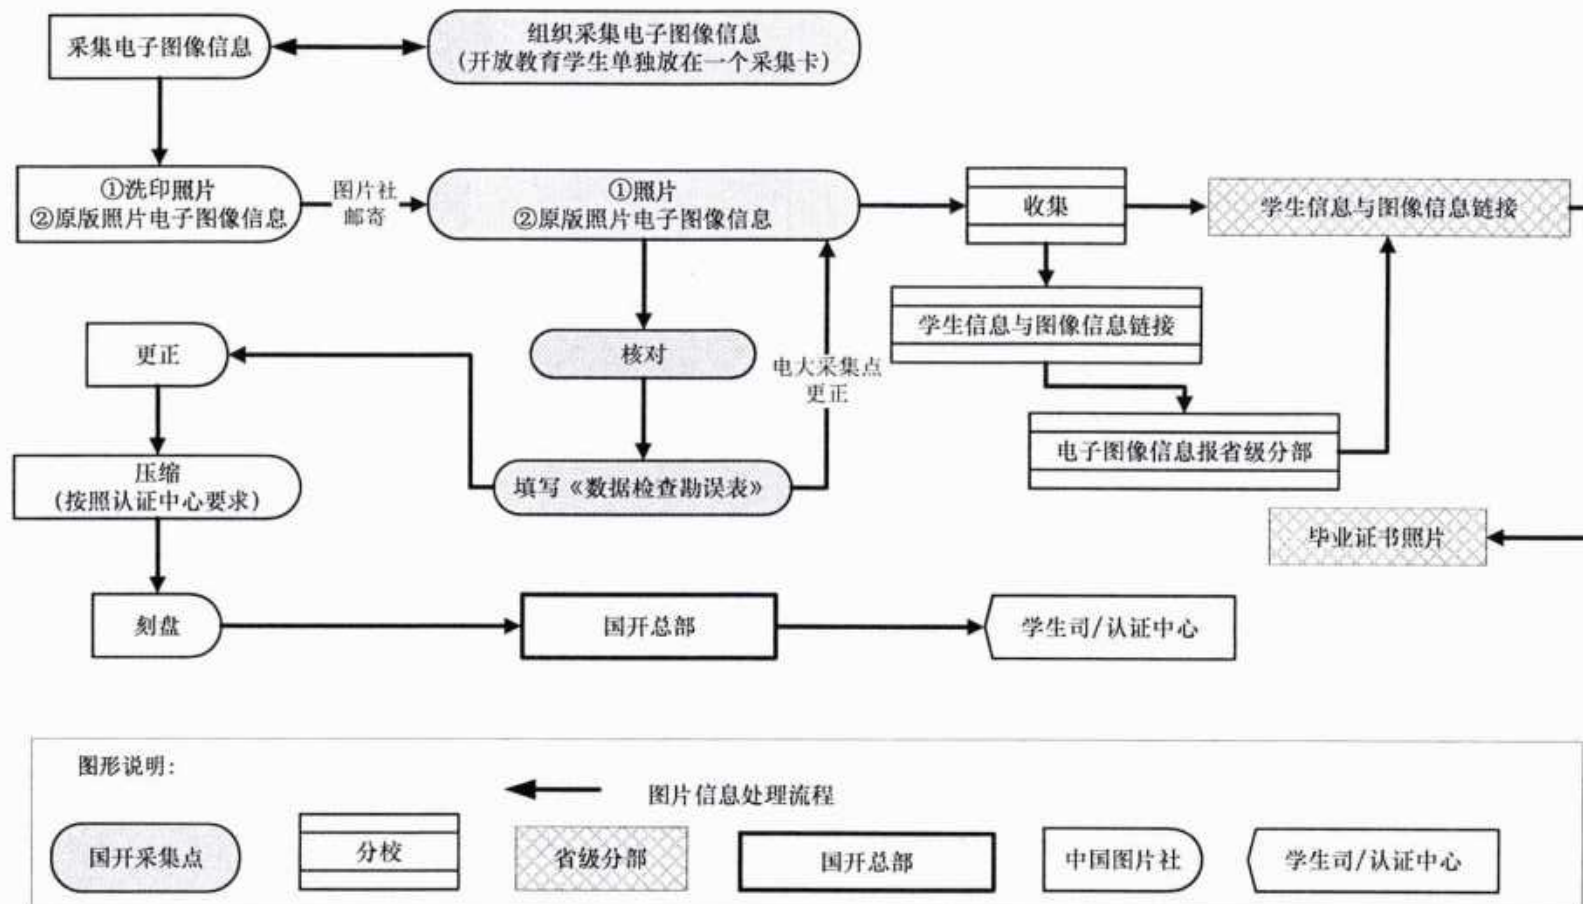 采集电子图像信息
组织采集电子图像信息
(开放教育学生单独放在一个采集卡)
①洗印照片
②原版照片电子图像信息
图片社
邮寄
①照片
②原版照片电子图像信息
收集
学生信息与图像信息链接
学生信息与图像信息链接
更正
核对
电大采集点
更正
电子图像信息报省级分部
压缩
(按照认证中心要求)
填写《数据检查勘误表》
毕业证书照片
刻盘
国开总部
学生司/认证中心
图形说明:
图片信息处理流程
国开采集点
分校
省级分部
国开总部
中国图片社
学生司/认证中心